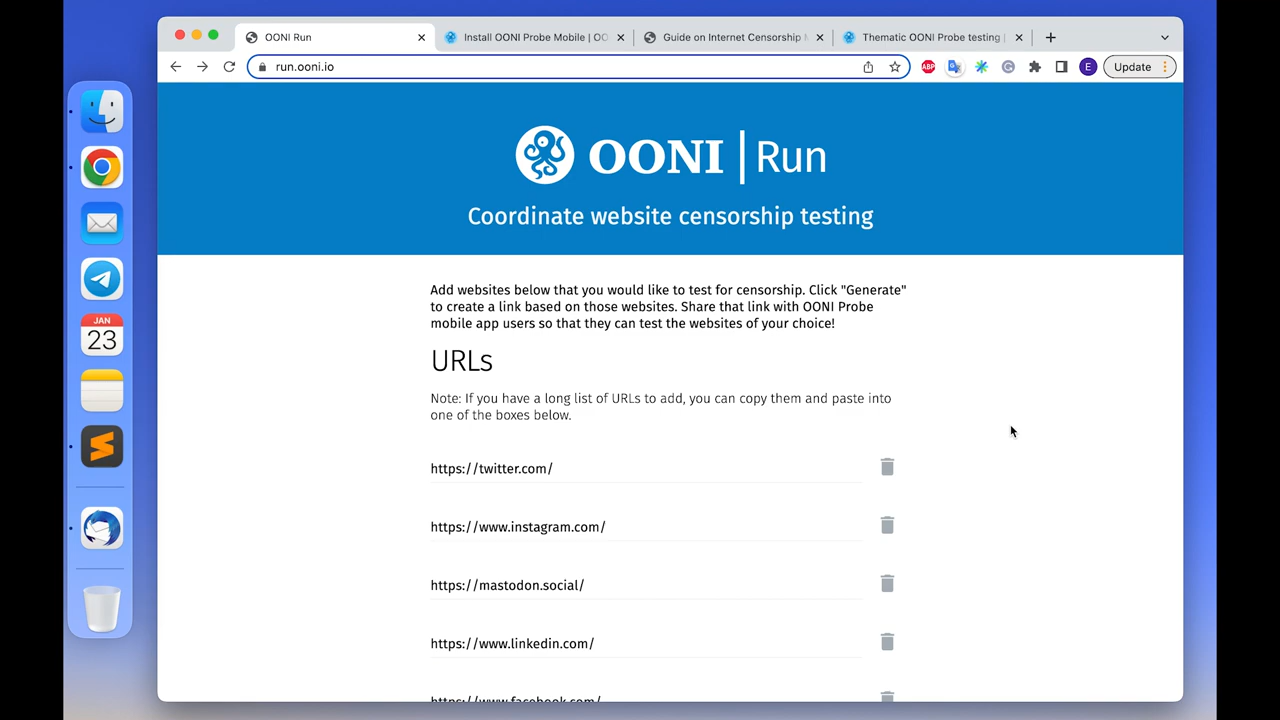 OONI Run
Install OONI Probe Mobile | OO
Guide on Internet Censorship
Thematic OONI Probe testing |
run.ooni.io
ABP
E
Update
JAN
23
OONI | Run
Coordinate website censorship testing
Add websites below that you would like to test for censorship. Click "Generate"
to create a link based on those websites. Share that link with OONI Probe
mobile app users so that they can test the websites of your choice!
URLs
Note: If you have a long list of URLs to add, you can copy them and paste into
one of the boxes below.
https://twitter.com/
https://www.instagram.com/
https://mastodon.social/
https://www.linkedin.com/
https://www.facebook.com/